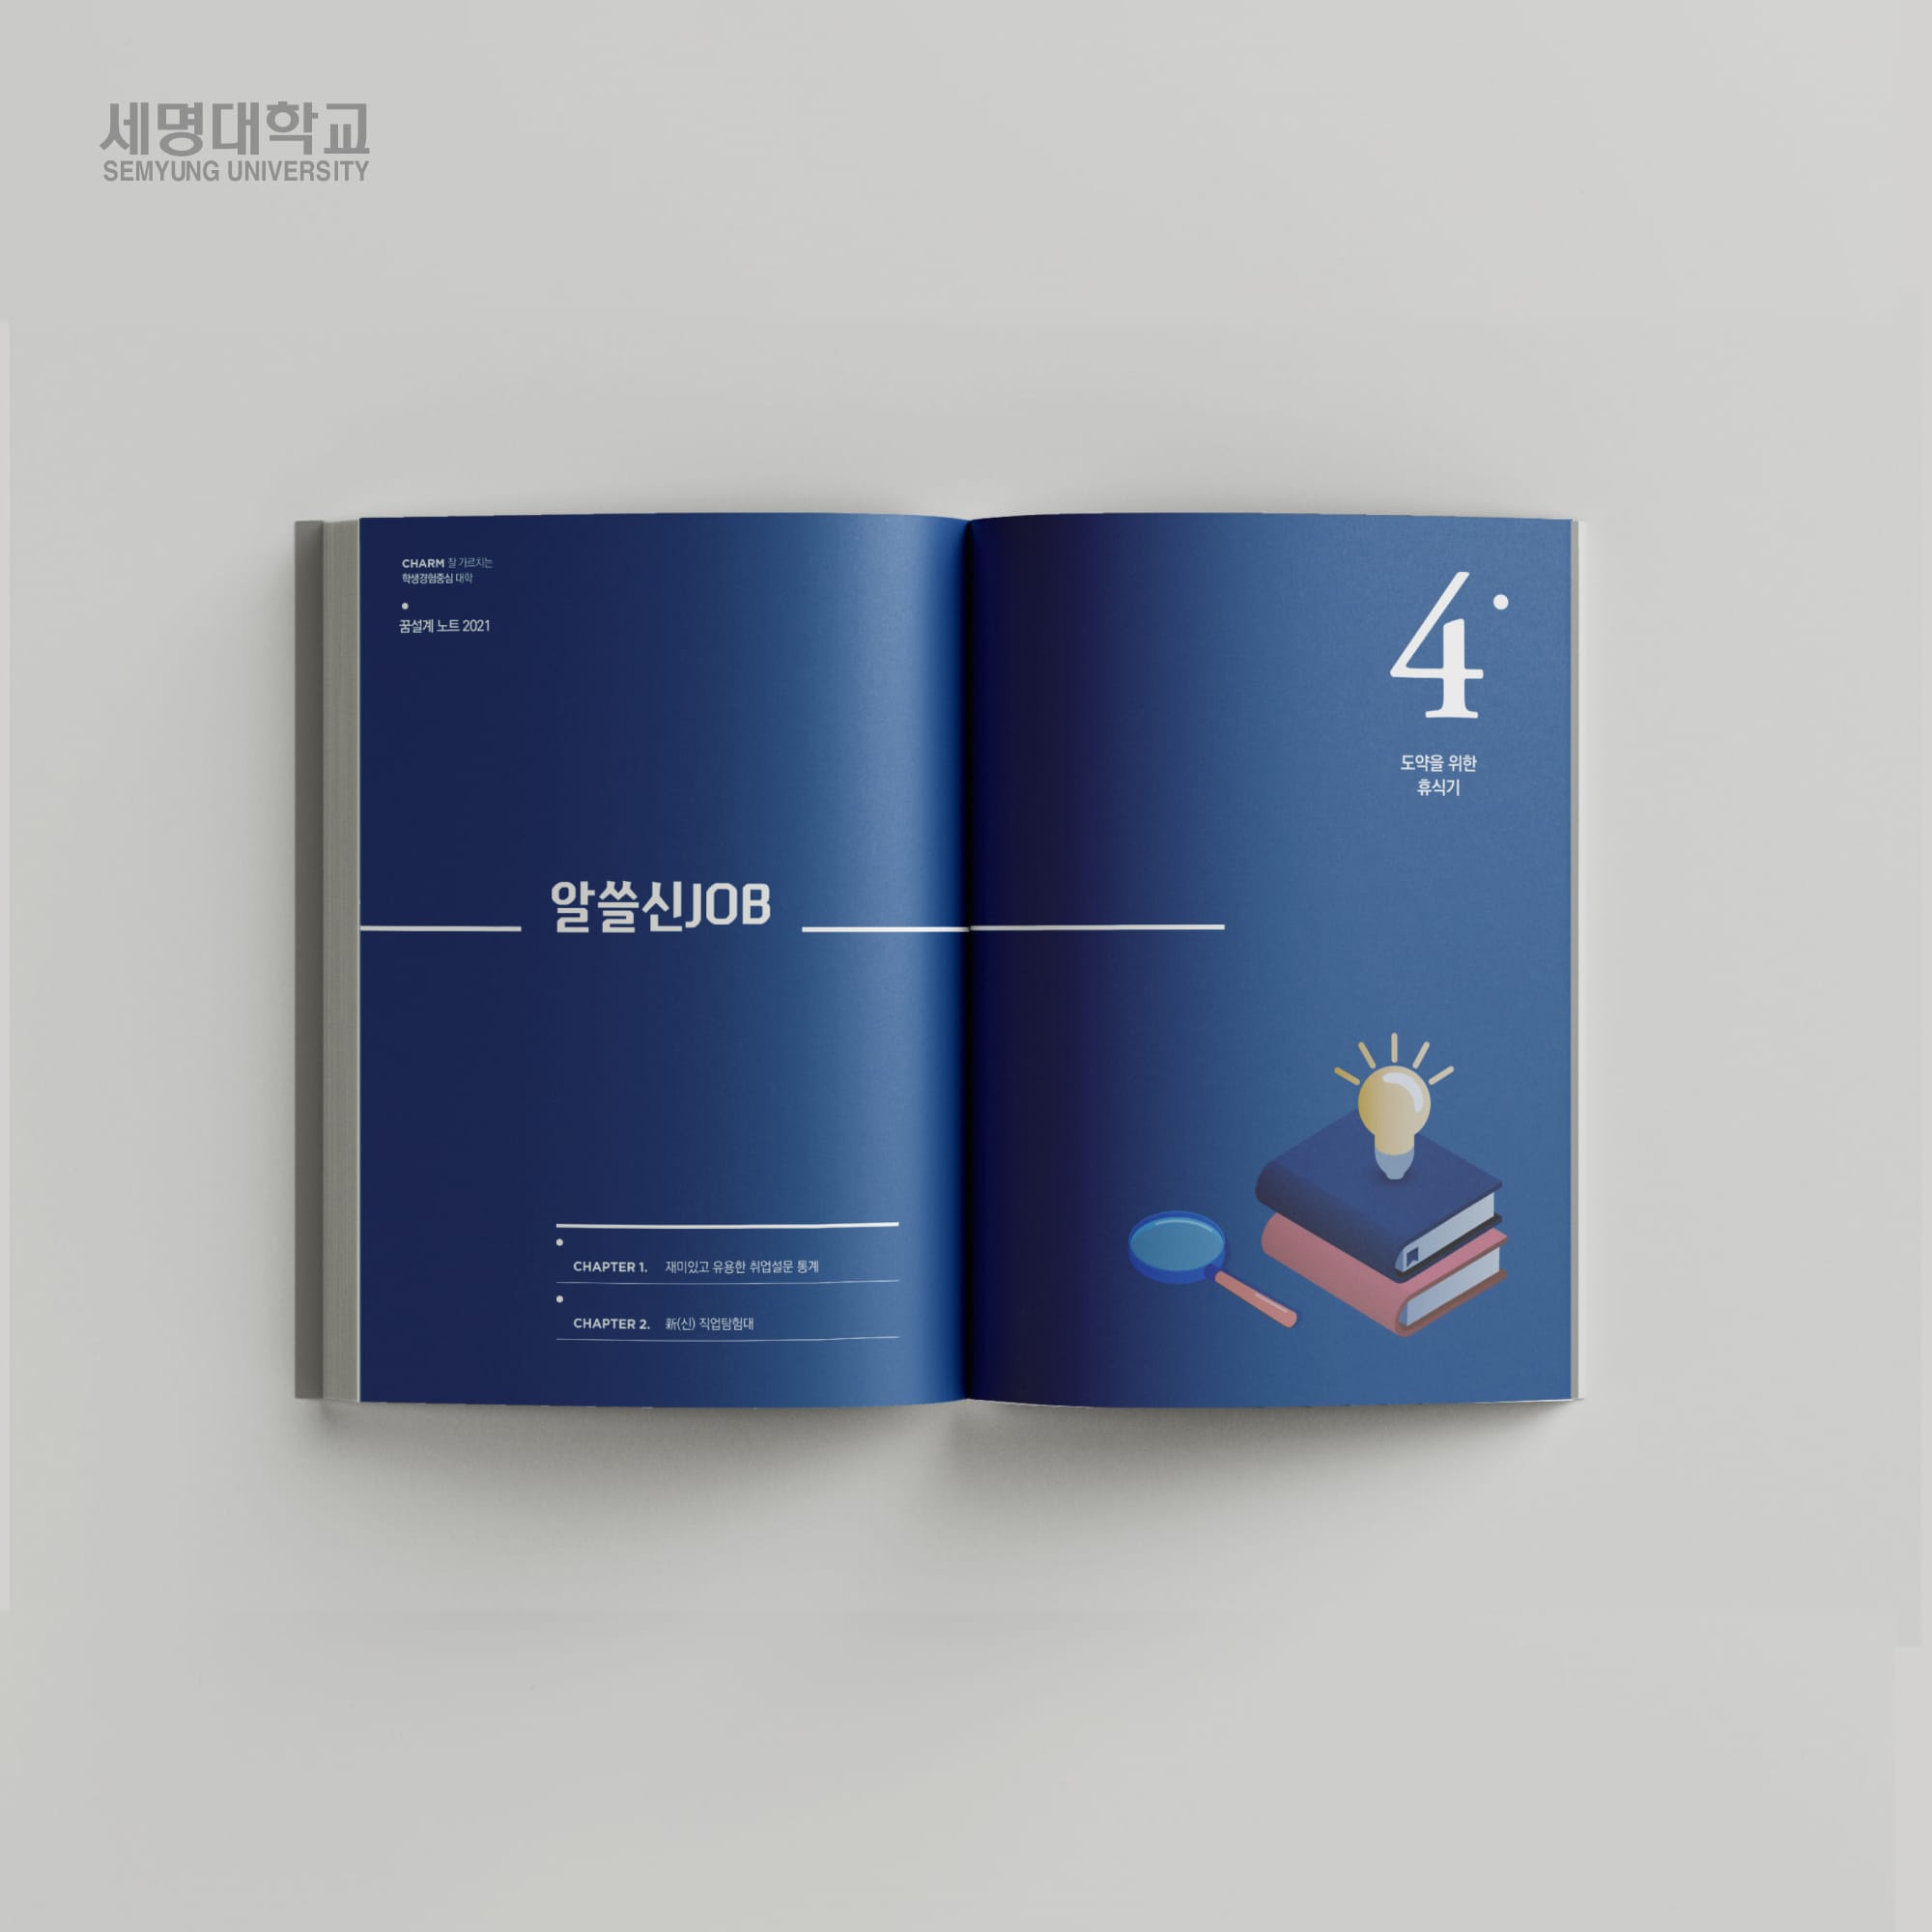 세명대학교
SEMYUNG UNIVERSITY
CHARM 잘 가르치는
학생경험중심 대학
꿈설계 노트 2021
알쓸신JOB
CHAPTER 1. 재미있고 유용한 취업설문 통계
CHAPTER 2. 新(신) 직업탐험대
4
도약을 위한
휴식기